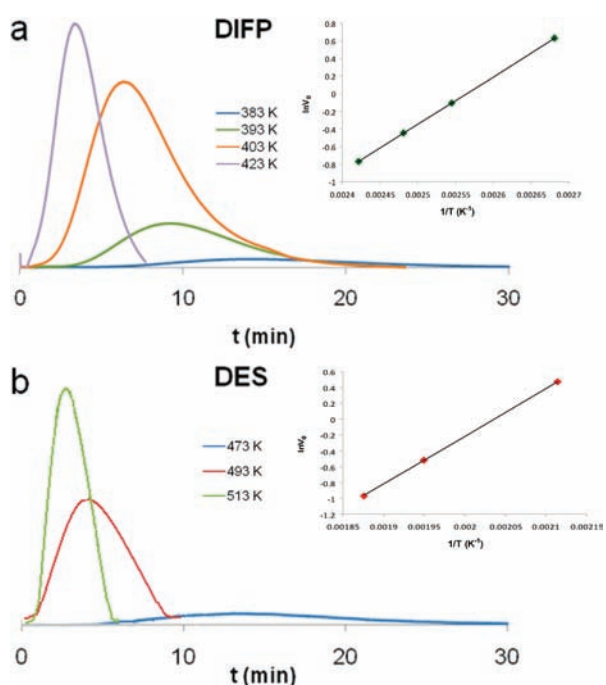 a
DIFP
383 K
393 K
403 K
423 K
lnV₀
0.8
0.6
0.4
0.2
0
-0.2
-0.4
-0.6
-0.8
-1
0.0024 0.00245 0.0025 0.00255 0.0026 0.00265 0.0027
1/T (K⁻¹)
0 10 20 30
t (min)
b
DES
473 K
493 K
513 K
lnV₀
0.6
0.4
0.2
0
-0.2
-0.4
-0.6
-0.8
-1
-1.2
0.00185 0.0019 0.00195 0.002 0.00205 0.0021 0.00215
1/T (K⁻¹)
0 10 20 30
t (min)